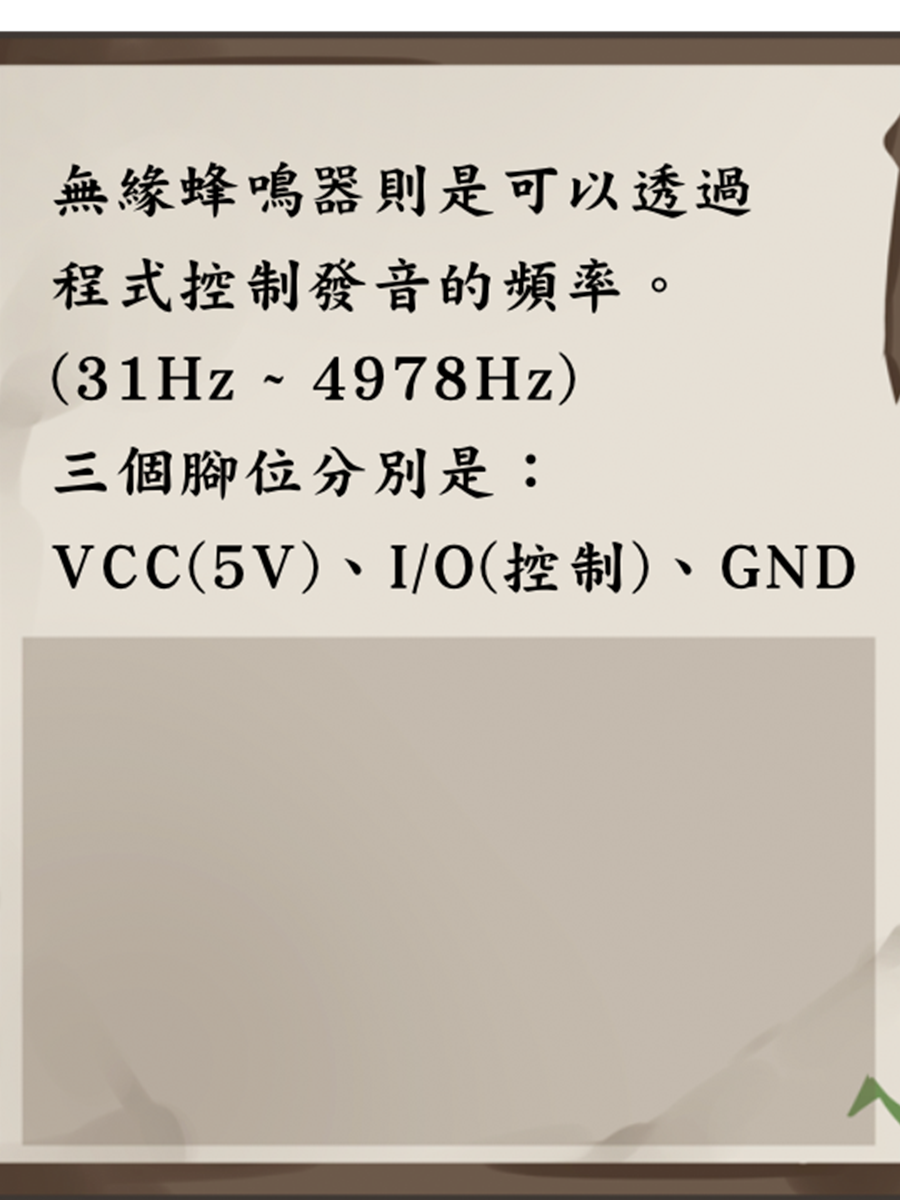 無緣蜂鳴器則是可以透過
程式控制發音的頻率。
(31Hz ~ 4978Hz)
三個腳位分別是：
VCC(5V)、I/O(控制)、GND